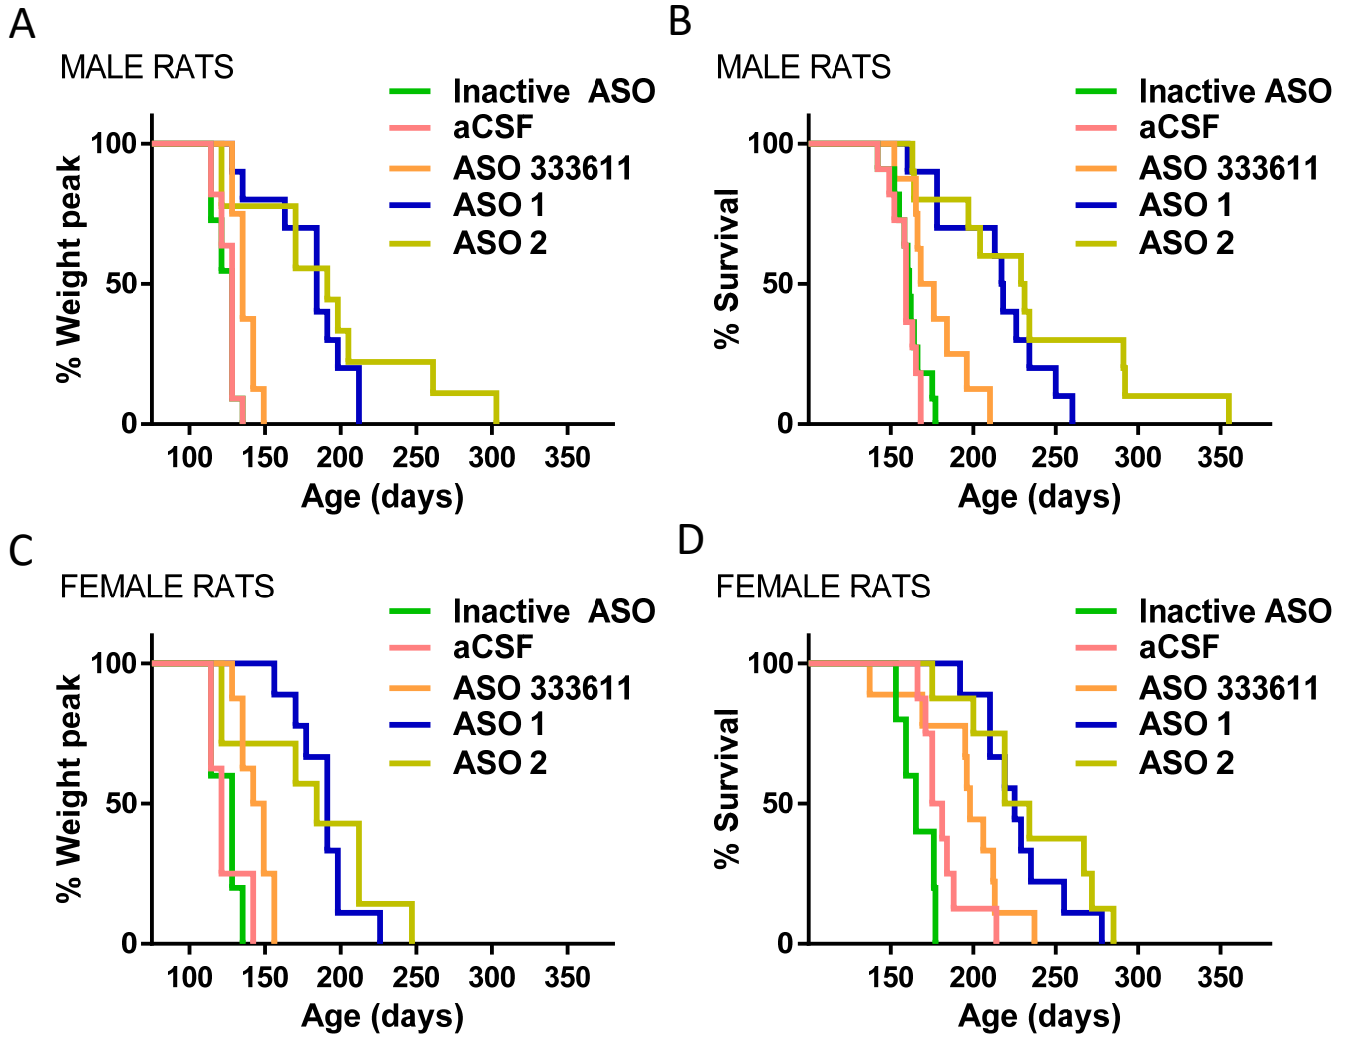 A
MALE RATS
Inactive ASO
aCSF
ASO 333611
ASO 1
ASO 2
% Weight peak
100
50
0
100 150 200 250 300 350
Age (days)
B
MALE RATS
Inactive ASO
aCSF
ASO 333611
ASO 1
ASO 2
% Survival
100
50
0
150 200 250 300 350
Age (days)
C
FEMALE RATS
Inactive ASO
aCSF
ASO 333611
ASO 1
ASO 2
% Weight peak
100
50
0
100 150 200 250 300 350
Age (days)
D
FEMALE RATS
Inactive ASO
aCSF
ASO 333611
ASO 1
ASO 2
% Survival
100
50
0
150 200 250 300 350
Age (days)